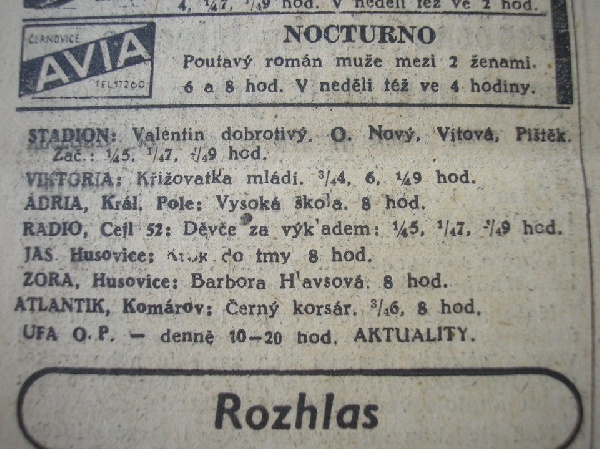 4, ¼7, ¼9 hod. V neděli též ve 2 hod.
ČERNOVICE
AVIA
TEL.17260
NOCTURNO
Poutavý román muže mezi 2 ženami.
6 a 8 hod. V neděli též ve 4 hodiny.
STADION: Valentin dobrotivý. O. Nový, Vítová, Pištěk.
Zač.: ¼5, ¼7, ¼9 hod.
VIKTORIA: Křižovatka mládí. ¾4, 6, ¼9 hod.
ADRIA, Král. Pole: Vysoká škola. 8 hod.
RADIO, Cejl 52: Děvče za výkladem: ¼5, ¼7, ¼9 hod.
JAS. Husovice: Krok do tmy 8 hod.
ZORA, Husovice: Barbora Hlavsová. 8 hod.
ATLANTIK, Komárov: Černý korsár. ¾6, 8 hod.
UFA O.P. — denně 10—20 hod. AKTUALITY.
Rozhlas